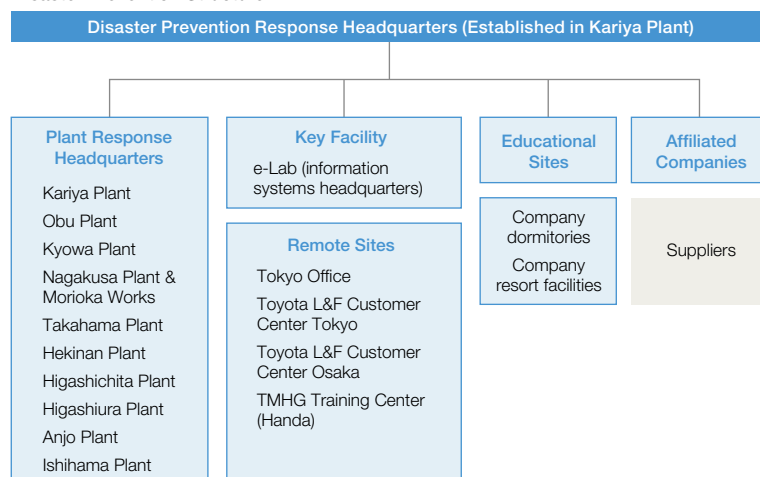 Disaster Prevention Response Headquarters (Established in Kariya Plant)
Plant Response
Headquarters
Kariya Plant
Obu Plant
Kyowa Plant
Nagakusa Plant &
Morioka Works
Takahama Plant
Hekinan Plant
Higashichita Plant
Higashiura Plant
Anjo Plant
Ishihama Plant
Key Facility
e-Lab (information
systems headquarters)
Remote Sites
Tokyo Office
Toyota L&F Customer
Center Tokyo
Toyota L&F Customer
Center Osaka
TMHG Training Center
(Handa)
Educational
Sites
Company
dormitories
Company
resort facilities
Affiliated
Companies
Suppliers